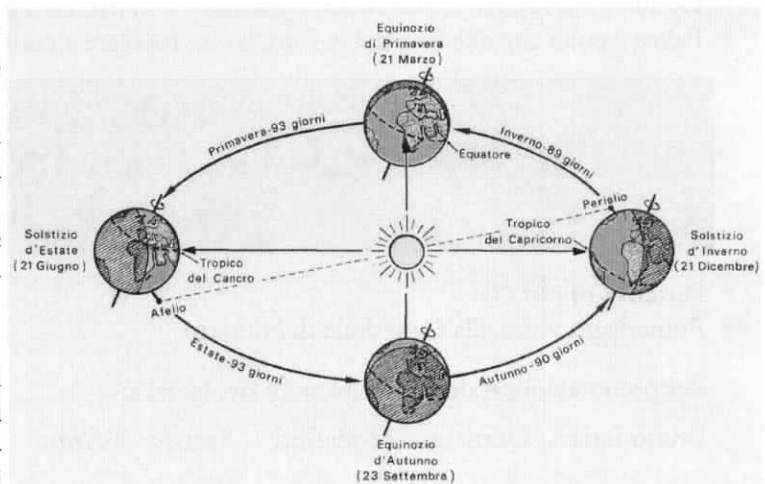 Equinozio
di Primavera
(21 Marzo)
Primavera-93 giorni
Inverno-89 giorni
Equatore
Perielio
Solstizio
d'Estate
(21 Giugno)
Tropico
del Cancro
Tropico
del Capricorno
Solstizio
d'Inverno
(21 Dicembre)
Afelio
Estate-93 giorni
Autunno-90 giorni
Equinozio
d'Autunno
(23 Settembre)